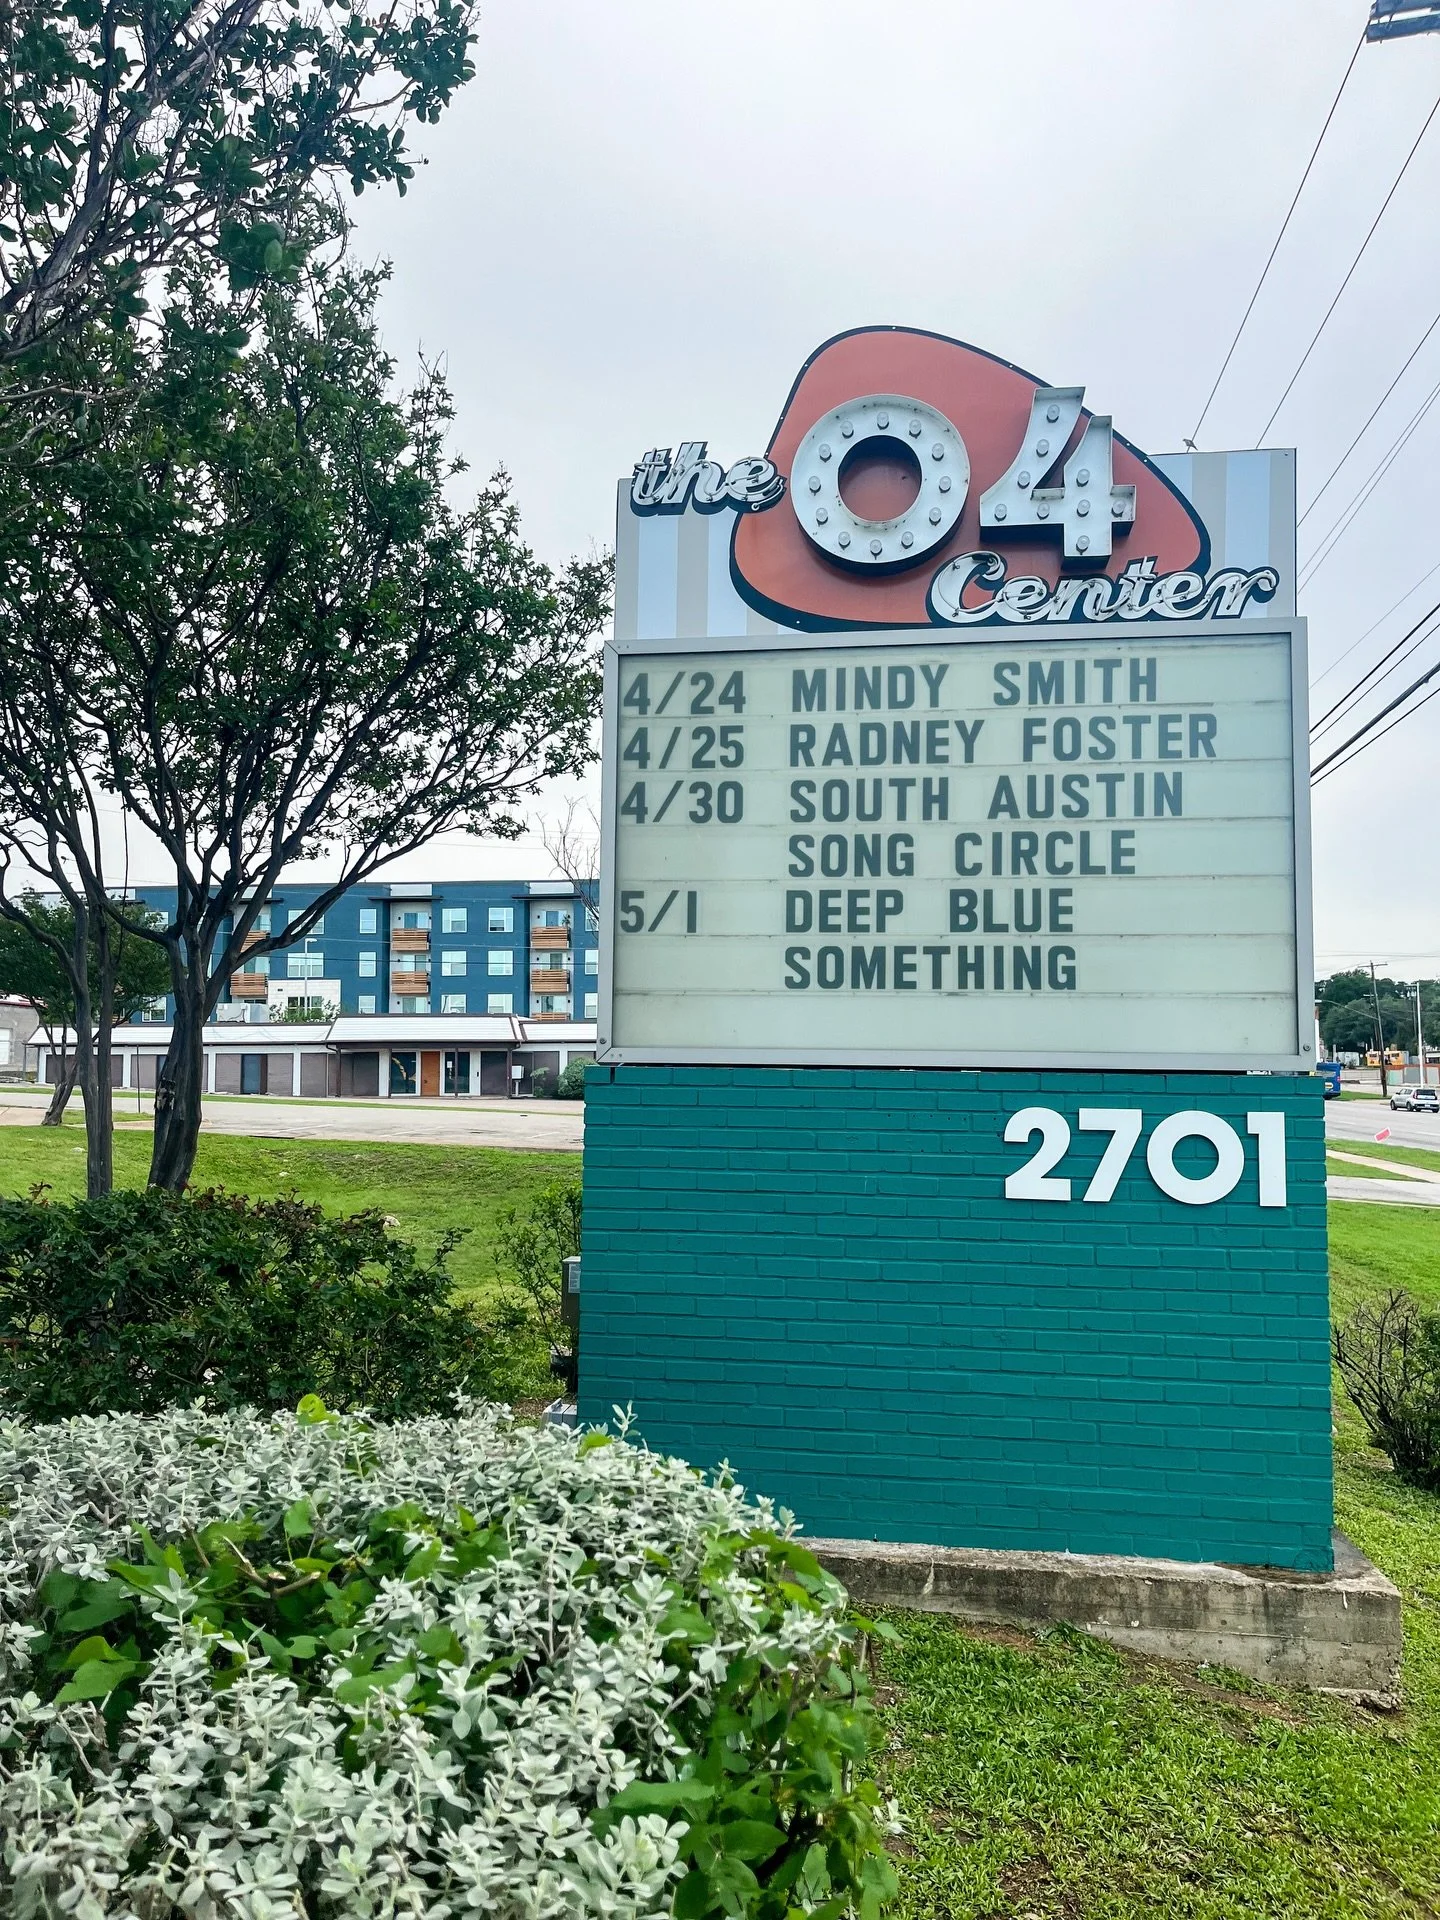 the 04
Center
4/24 MINDY SMITH
4/25 RADNEY FOSTER
4/30 SOUTH AUSTIN
SONG CIRCLE
5/1 DEEP BLUE
SOMETHING
2701